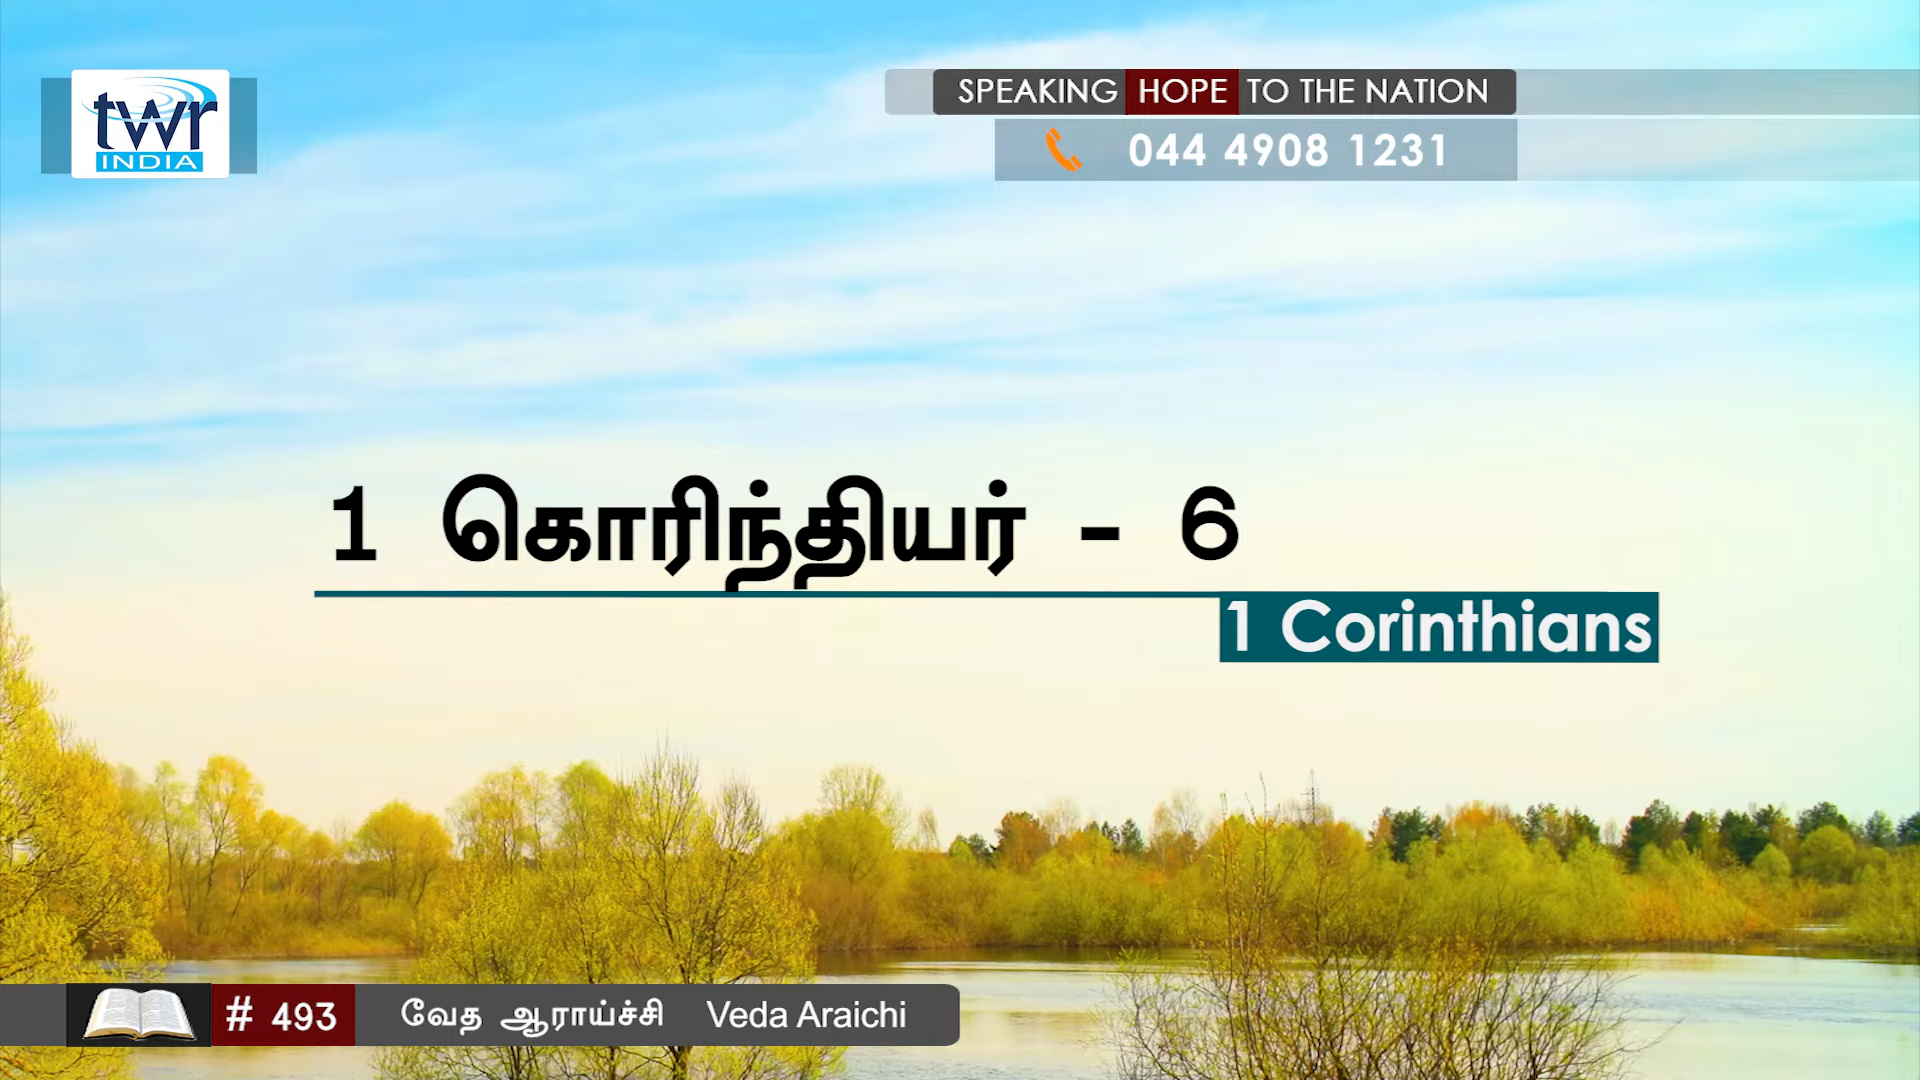 twr
INDIA
SPEAKING HOPE TO THE NATION
044 4908 1231
1 கொரிந்தியர் - 6
1 Corinthians
# 493 வேத ஆராய்ச்சி Veda Araichi